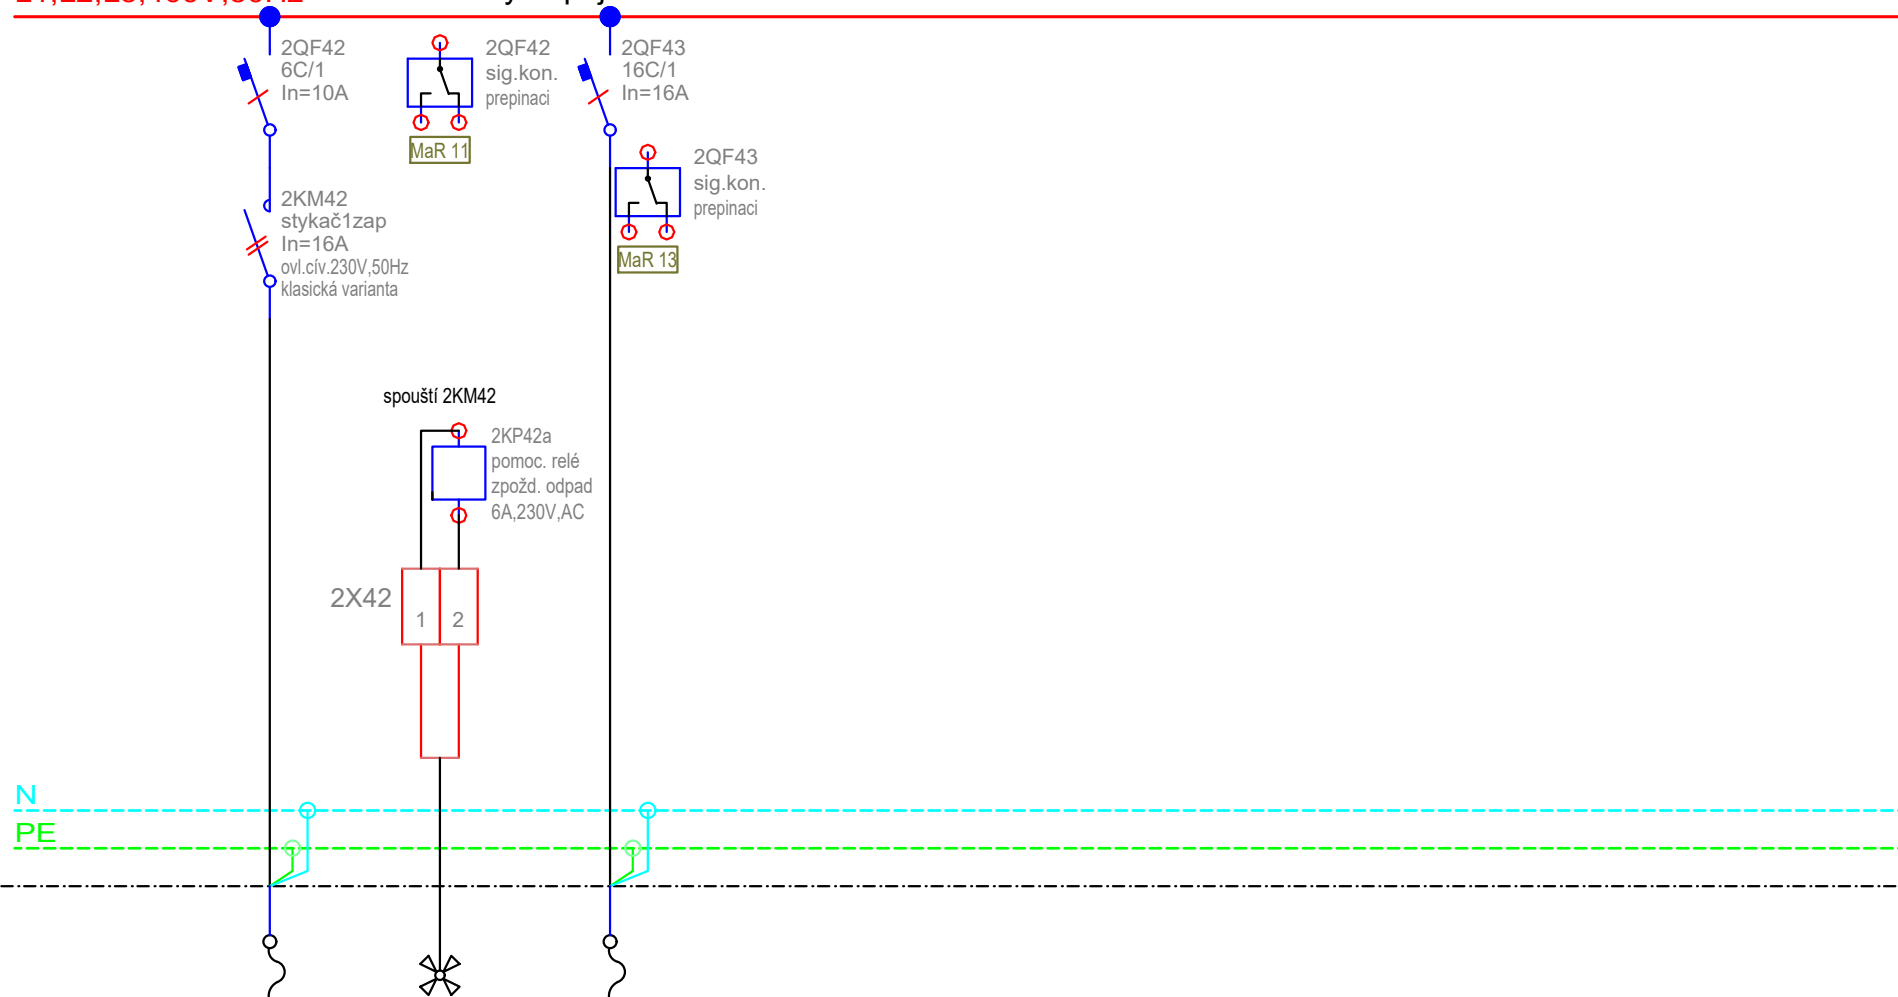 2QF42
6C/1
In=10A
2QF42
sig.kon.
prepinaci
MaR 11
2QF43
16C/1
In=16A
2QF43
sig.kon.
prepinaci
MaR 13
2KM42
stykač1zap
In=16A
ovl.cív.230V,50Hz
klasická varianta
spouští 2KM42
2KP42a
pomoc. relé
zpožd. odpad
6A,230V,AC
2X42
1 2
N
PE